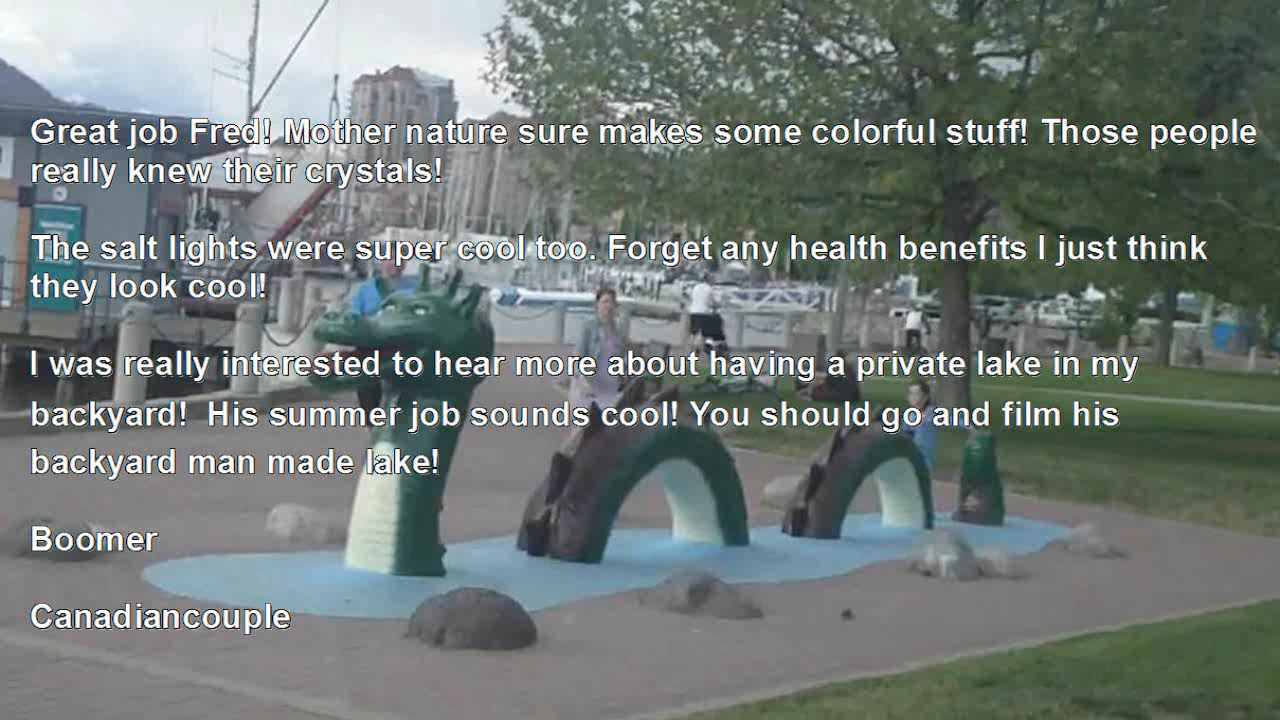 Great job Fred! Mother nature sure makes some colorful stuff! Those people
really knew their crystals!
The salt lights were super cool too. Forget any health benefits I just think
they look cool!
I was really interested to hear more about having a private lake in my
backyard!  His summer job sounds cool! You should go and film his
backyard man made lake!
Boomer
Canadiancouple